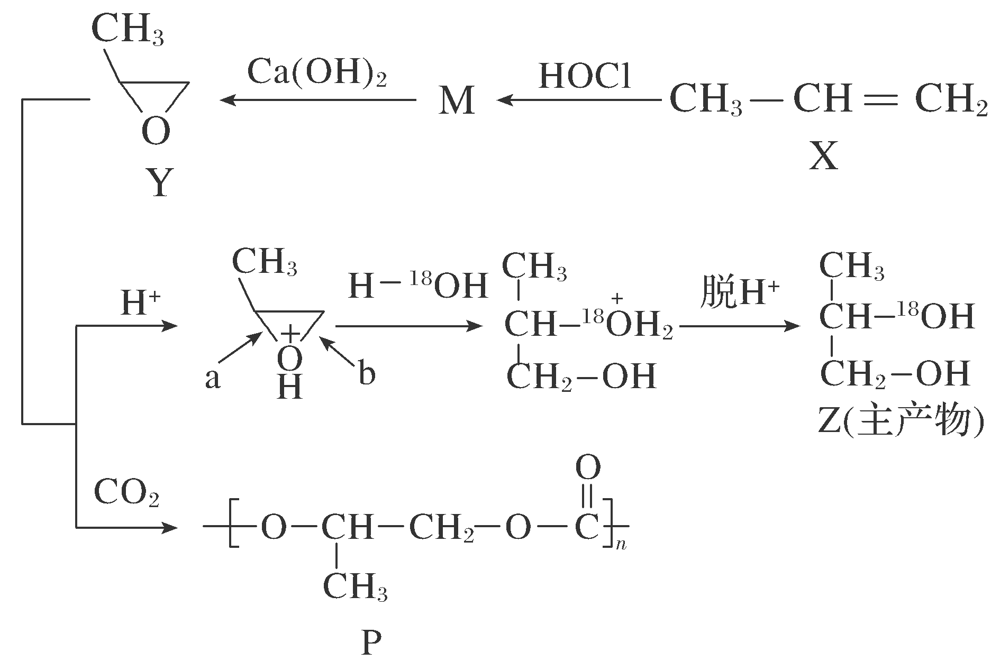 CH₃
Ca(OH)₂
HOCl
M
CH₃—CH=CH₂
O
Y
X
CH₃
H⁺
H—¹⁸OH
CH₃
脱H⁺
CH₃
+
CH—¹⁸OH₂
+
CH—¹⁸OH
O
H
a
b
CH₂—OH
CH₂—OH
Z(主产物)
CO₂
O
[O—CH—CH₂—O—C]n
CH₃
P